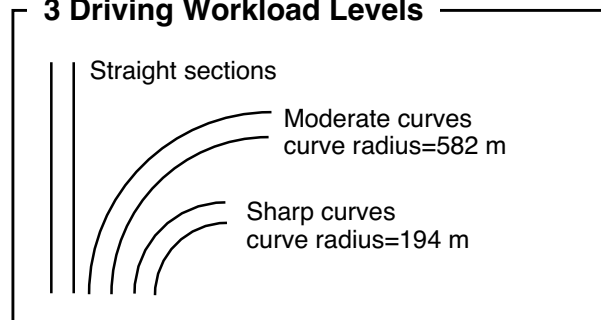 3 Driving Workload Levels
Straight sections
Moderate curves
curve radius=582 m
Sharp curves
curve radius=194 m